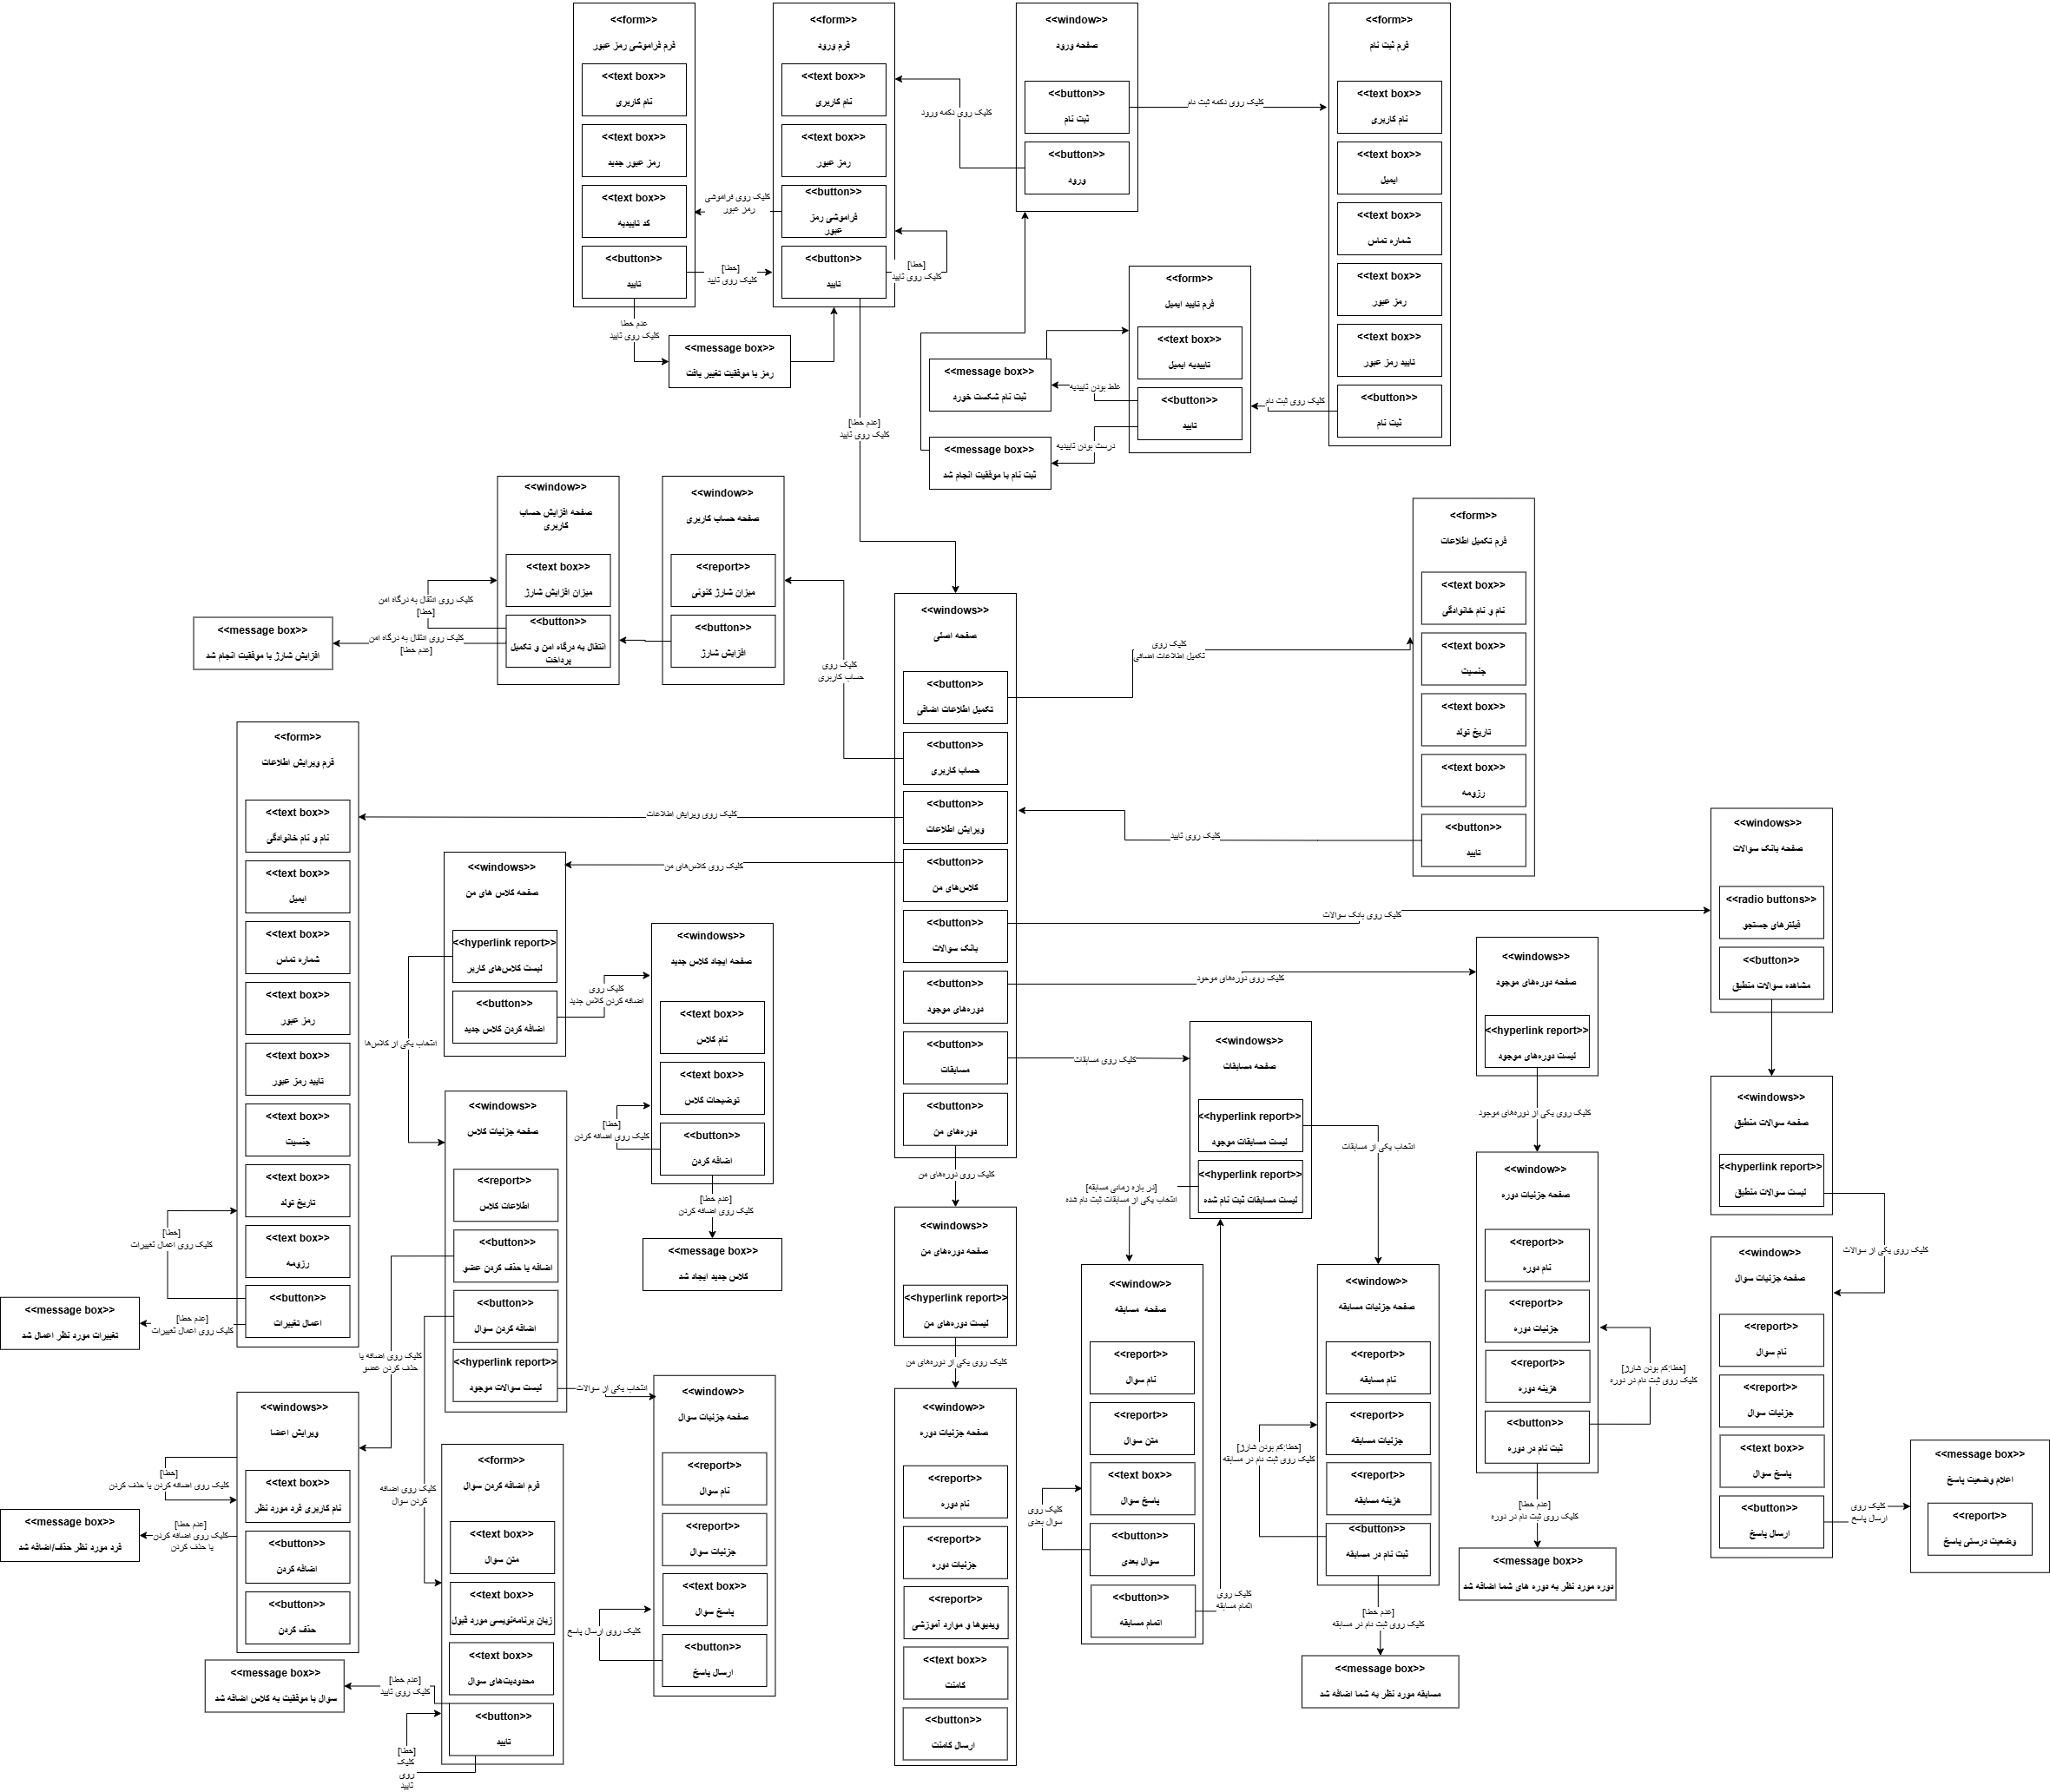 <<form>>
فرم فراموشی رمز عبور
<<text box>>
نام کاربری
<<text box>>
رمز عبور جدید
<<text box>>
کد تاییدیه
<<button>>
تایید
<<form>>
فرم ورود
<<text box>>
نام کاربری
<<text box>>
رمز عبور
<<button>>
فراموشی رمز
عبور
<<button>>
تایید
<<window>>
صفحه ورود
<<button>>
ثبت نام
<<button>>
ورود
<<form>>
فرم ثبت نام
<<text box>>
نام کاربری
<<text box>>
ایمیل
<<text box>>
شماره تماس
<<text box>>
رمز عبور
<<text box>>
تایید رمز عبور
<<button>>
ثبت نام
کلیک روی دکمه ورود
کلیک روی دکمه ثبت نام
کلیک روی فراموشی
رمز عبور
[خطا]
کلیک روی تایید
[خطا]
کلیک روی تایید
عدم خطا
کلیک روی تایید
<<message box>>
رمز با موفقیت تغییر یافت
<<form>>
فرم تایید ایمیل
<<text box>>
تاییدیه ایمیل
<<button>>
تایید
<<message box>>
ثبت نام شکست خورد
غلط بودن تاییدیه
کلیک روی ثبت نام
<<message box>>
ثبت نام با موفقیت انجام شد
درست بودن تاییدیه
[عدم خطا]
کلیک روی تایید
<<window>>
صفحه افزایش حساب
کاربری
<<text box>>
میزان افزایش شارژ
<<button>>
انتقال به درگاه امن و تکمیل
پرداخت
<<window>>
صفحه حساب کاربری
<<report>>
میزان شارژ کنونی
<<button>>
افزایش شارژ
کلیک روی انتقال به درگاه امن
[خطا]
کلیک روی انتقال به درگاه امن
[عدم خطا]
<<message box>>
افزایش شارژ با موفقیت انجام شد
کلیک روی
حساب کاربری
<<windows>>
صفحه اصلی
<<button>>
تکمیل اطلاعات اضافی
<<button>>
حساب کاربری
<<button>>
ویرایش اطلاعات
<<button>>
کلاس‌های من
<<button>>
بانک سوالات
<<button>>
دوره‌های موجود
<<button>>
مسابقات
<<button>>
دوره‌های من
کلیک روی
تکمیل اطلاعات اضافی
<<form>>
فرم تکمیل اطلاعات
<<text box>>
نام و نام خانوادگی
<<text box>>
جنسیت
<<text box>>
تاریخ تولد
<<text box>>
رزومه
<<button>>
تایید
کلیک روی تایید
کلیک روی ویرایش اطلاعات
کلیک روی کلاس‌های من
کلیک روی بانک سوالات
کلیک روی دوره‌های موجود
کلیک روی مسابقات
کلیک روی دوره‌های من
<<form>>
فرم ویرایش اطلاعات
<<text box>>
نام و نام خانوادگی
<<text box>>
ایمیل
<<text box>>
شماره تماس
<<text box>>
رمز عبور
<<text box>>
تایید رمز عبور
<<text box>>
جنسیت
<<text box>>
تاریخ تولد
<<text box>>
رزومه
<<button>>
اعمال تغییرات
[خطا]
کلیک روی اعمال تغییرات
[عدم خطا]
کلیک روی اعمال تغییرات
<<message box>>
تغییرات مورد نظر اعمال شد
<<windows>>
صفحه کلاس های من
<<hyperlink report>>
لیست کلاس‌های کاربر
<<button>>
اضافه کردن کلاس جدید
انتخاب یکی از کلاس‌ها
کلیک روی
اضافه کردن کلاس جدید
<<windows>>
صفحه ایجاد کلاس جدید
<<text box>>
نام کلاس
<<text box>>
توضیحات کلاس
<<button>>
اضافه کردن
[خطا]
کلیک روی اضافه کردن
[عدم خطا]
کلیک روی اضافه کردن
<<message box>>
کلاس جدید ایجاد شد
<<windows>>
صفحه جزئیات کلاس
<<report>>
اطلاعات کلاس
<<button>>
اضافه یا حذف کردن عضو
<<button>>
اضافه کردن سوال
<<hyperlink report>>
لیست سوالات موجود
کلیک روی اضافه یا
حذف کردن عضو
انتخاب یکی از سوالات
<<windows>>
ویرایش اعضا
<<text box>>
نام کاربری فرد مورد نظر
<<button>>
اضافه کردن
<<button>>
حذف کردن
[خطا]
کلیک روی اضافه کردن یا حذف کردن
[عدم خطا]
کلیک روی اضافه کردن
یا حذف کردن
<<message box>>
فرد مورد نظر حذف/اضافه شد
کلیک روی اضافه
کردن سوال
<<form>>
فرم اضافه کردن سوال
<<text box>>
متن سوال
<<text box>>
زبان برنامه‌نویسی مورد قبول
<<text box>>
محدودیت‌های سوال
<<button>>
تایید
[عدم خطا]
کلیک روی تایید
<<message box>>
سوال با موفقیت به کلاس اضافه شد
[خطا]
کلیک
روی
تایید
<<window>>
صفحه جزئیات سوال
<<report>>
نام سوال
<<report>>
جزئیات سوال
<<text box>>
پاسخ سوال
<<button>>
ارسال پاسخ
کلیک روی ارسال پاسخ
<<windows>>
صفحه دوره‌های من
<<hyperlink report>>
لیست دوره‌های من
کلیک روی یکی از دوره‌های من
<<window>>
صفحه جزئیات دوره
<<report>>
نام دوره
<<report>>
جزئیات دوره
<<report>>
ویدیوها و موارد آموزشی
<<text box>>
کامنت
<<button>>
ارسال کامنت
<<windows>>
صفحه مسابقات
<<hyperlink report>>
لیست مسابقات موجود
<<hyperlink report>>
لیست مسابقات ثبت نام شده
انتخاب یکی از مسابقات
[در بازه زمانی مسابقه]
انتخاب یکی از مسابقات ثبت نام شده
<<window>>
صفحه مسابقه
<<report>>
نام سوال
<<report>>
متن سوال
<<text box>>
پاسخ سوال
<<button>>
سوال بعدی
<<button>>
اتمام مسابقه
کلیک روی
سوال بعدی
کلیک روی
اتمام مسابقه
<<window>>
صفحه جزئیات مسابقه
<<report>>
نام مسابقه
<<report>>
جزئیات مسابقه
<<report>>
هزینه مسابقه
<<button>>
ثبت نام در مسابقه
[خطا:کم بودن شارژ]
کلیک روی ثبت نام در مسابقه
[عدم خطا]
کلیک روی ثبت نام در مسابقه
<<message box>>
مسابقه مورد نظر به شما اضافه شد
<<windows>>
صفحه دوره‌های موجود
<<hyperlink report>>
لیست دوره‌های موجود
کلیک روی یکی از دوره‌های موجود
<<window>>
صفحه جزئیات دوره
<<report>>
نام دوره
<<report>>
جزئیات دوره
<<report>>
هزینه دوره
<<button>>
ثبت نام در دوره
[خطا:کم بودن شارژ]
کلیک روی ثبت نام در دوره
[عدم خطا]
کلیک روی ثبت نام در دوره
<<message box>>
دوره مورد نظر به دوره های شما اضافه شد
<<windows>>
صفحه بانک سوالات
<<radio buttons>>
فیلترهای جستجو
<<button>>
مشاهده سوالات منطبق
<<windows>>
صفحه سوالات منطبق
<<hyperlink report>>
لیست سوالات منطبق
کلیک روی یکی از سوالات
<<window>>
صفحه جزئیات سوال
<<report>>
نام سوال
<<report>>
جزئیات سوال
<<text box>>
پاسخ سوال
<<button>>
ارسال پاسخ
کلیک روی
ارسال پاسخ
<<message box>>
اعلام وضعیت پاسخ
<<report>>
وضعیت درستی پاسخ